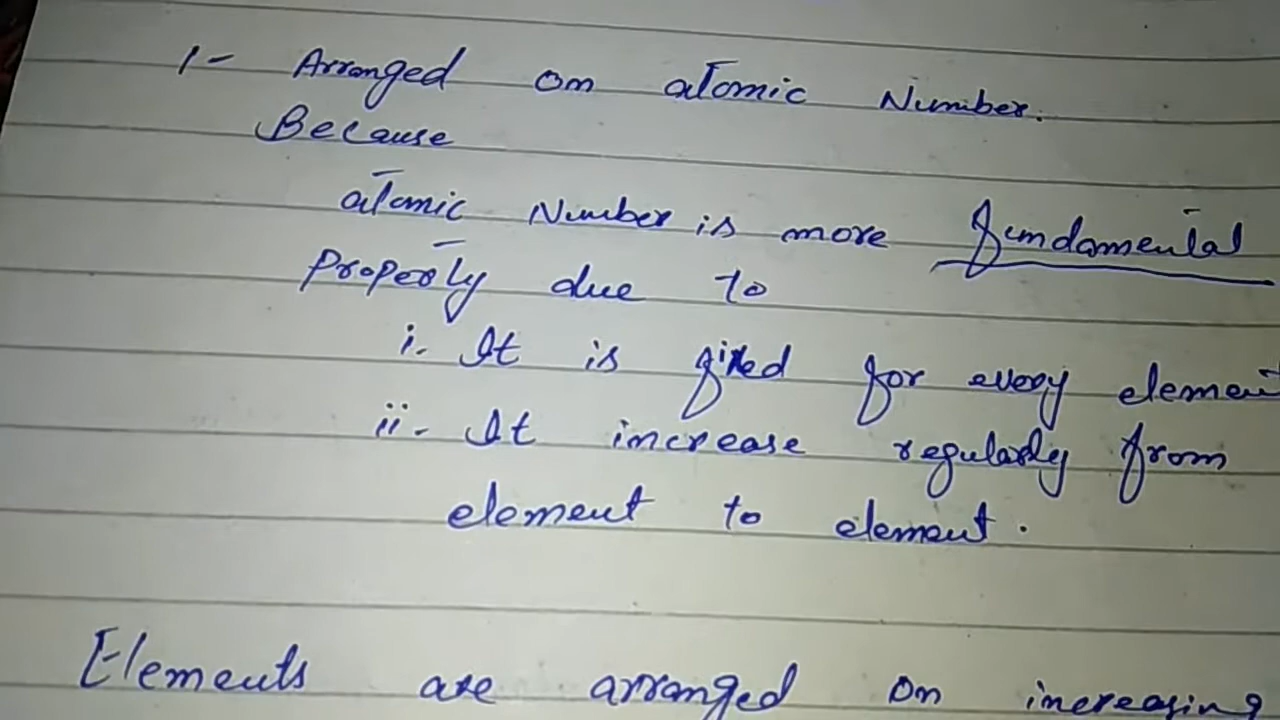 1- Arranged on atomic Number.
Because
atomic Number is more fundamental
Property due to
i. It is fixed for every element
ii. It increase regularly from
element to element.
Elements are arranged on increasing